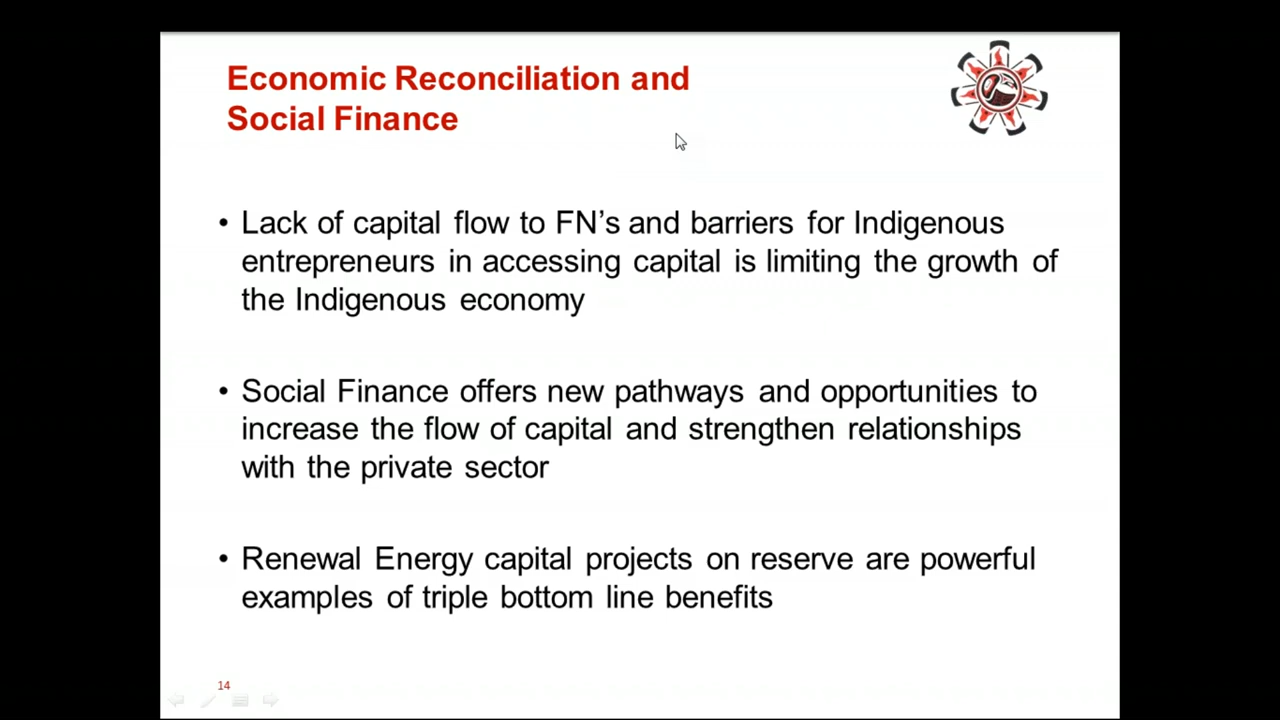 Economic Reconciliation and
Social Finance
• Lack of capital flow to FN's and barriers for Indigenous
entrepreneurs in accessing capital is limiting the growth of
the Indigenous economy
• Social Finance offers new pathways and opportunities to
increase the flow of capital and strengthen relationships
with the private sector
• Renewal Energy capital projects on reserve are powerful
examples of triple bottom line benefits
14